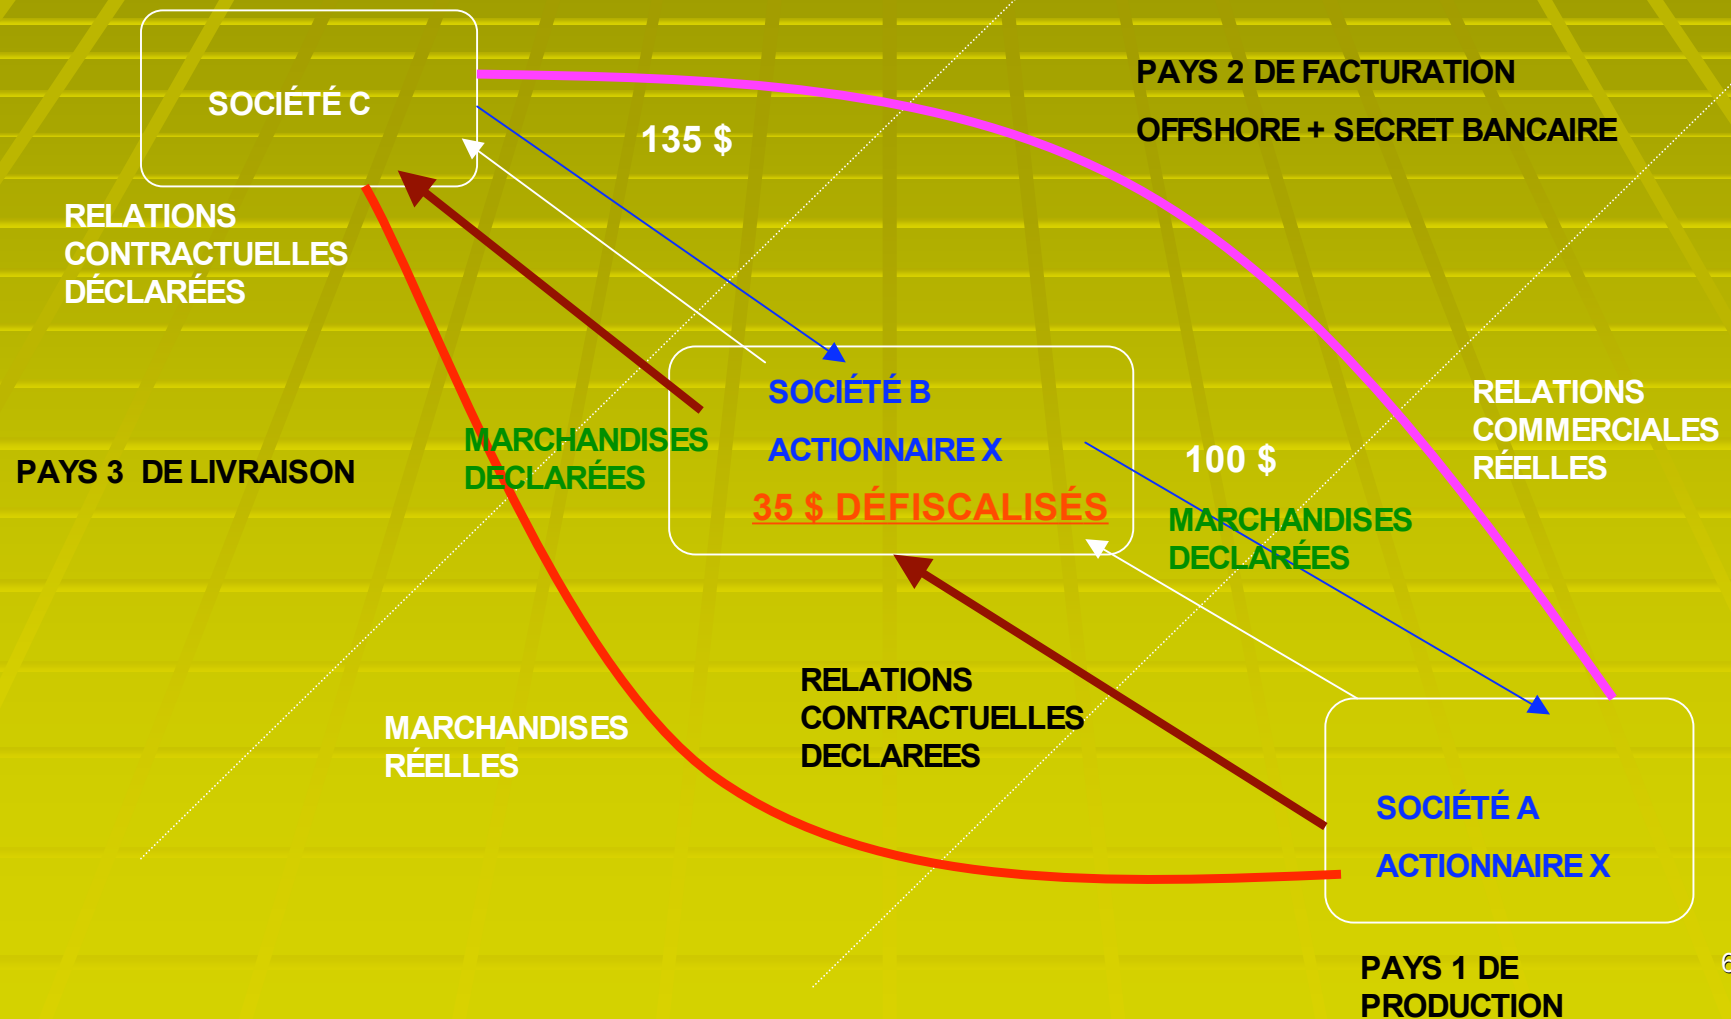 PAYS 2 DE FACTURATION
OFFSHORE + SECRET BANCAIRE
SOCIÉTÉ C
135 $
RELATIONS
CONTRACTUELLES
DÉCLARÉES
SOCIÉTÉ B
ACTIONNAIRE X
35 $ DÉFISCALISÉS
MARCHANDISES
DECLARÉES
PAYS 3 DE LIVRAISON
100 $
MARCHANDISES
DECLARÉES
RELATIONS
COMMERCIALES
RÉELLES
RELATIONS
CONTRACTUELLES
DECLAREES
MARCHANDISES
RÉELLES
SOCIÉTÉ A
ACTIONNAIRE X
PAYS 1 DE
PRODUCTION
6